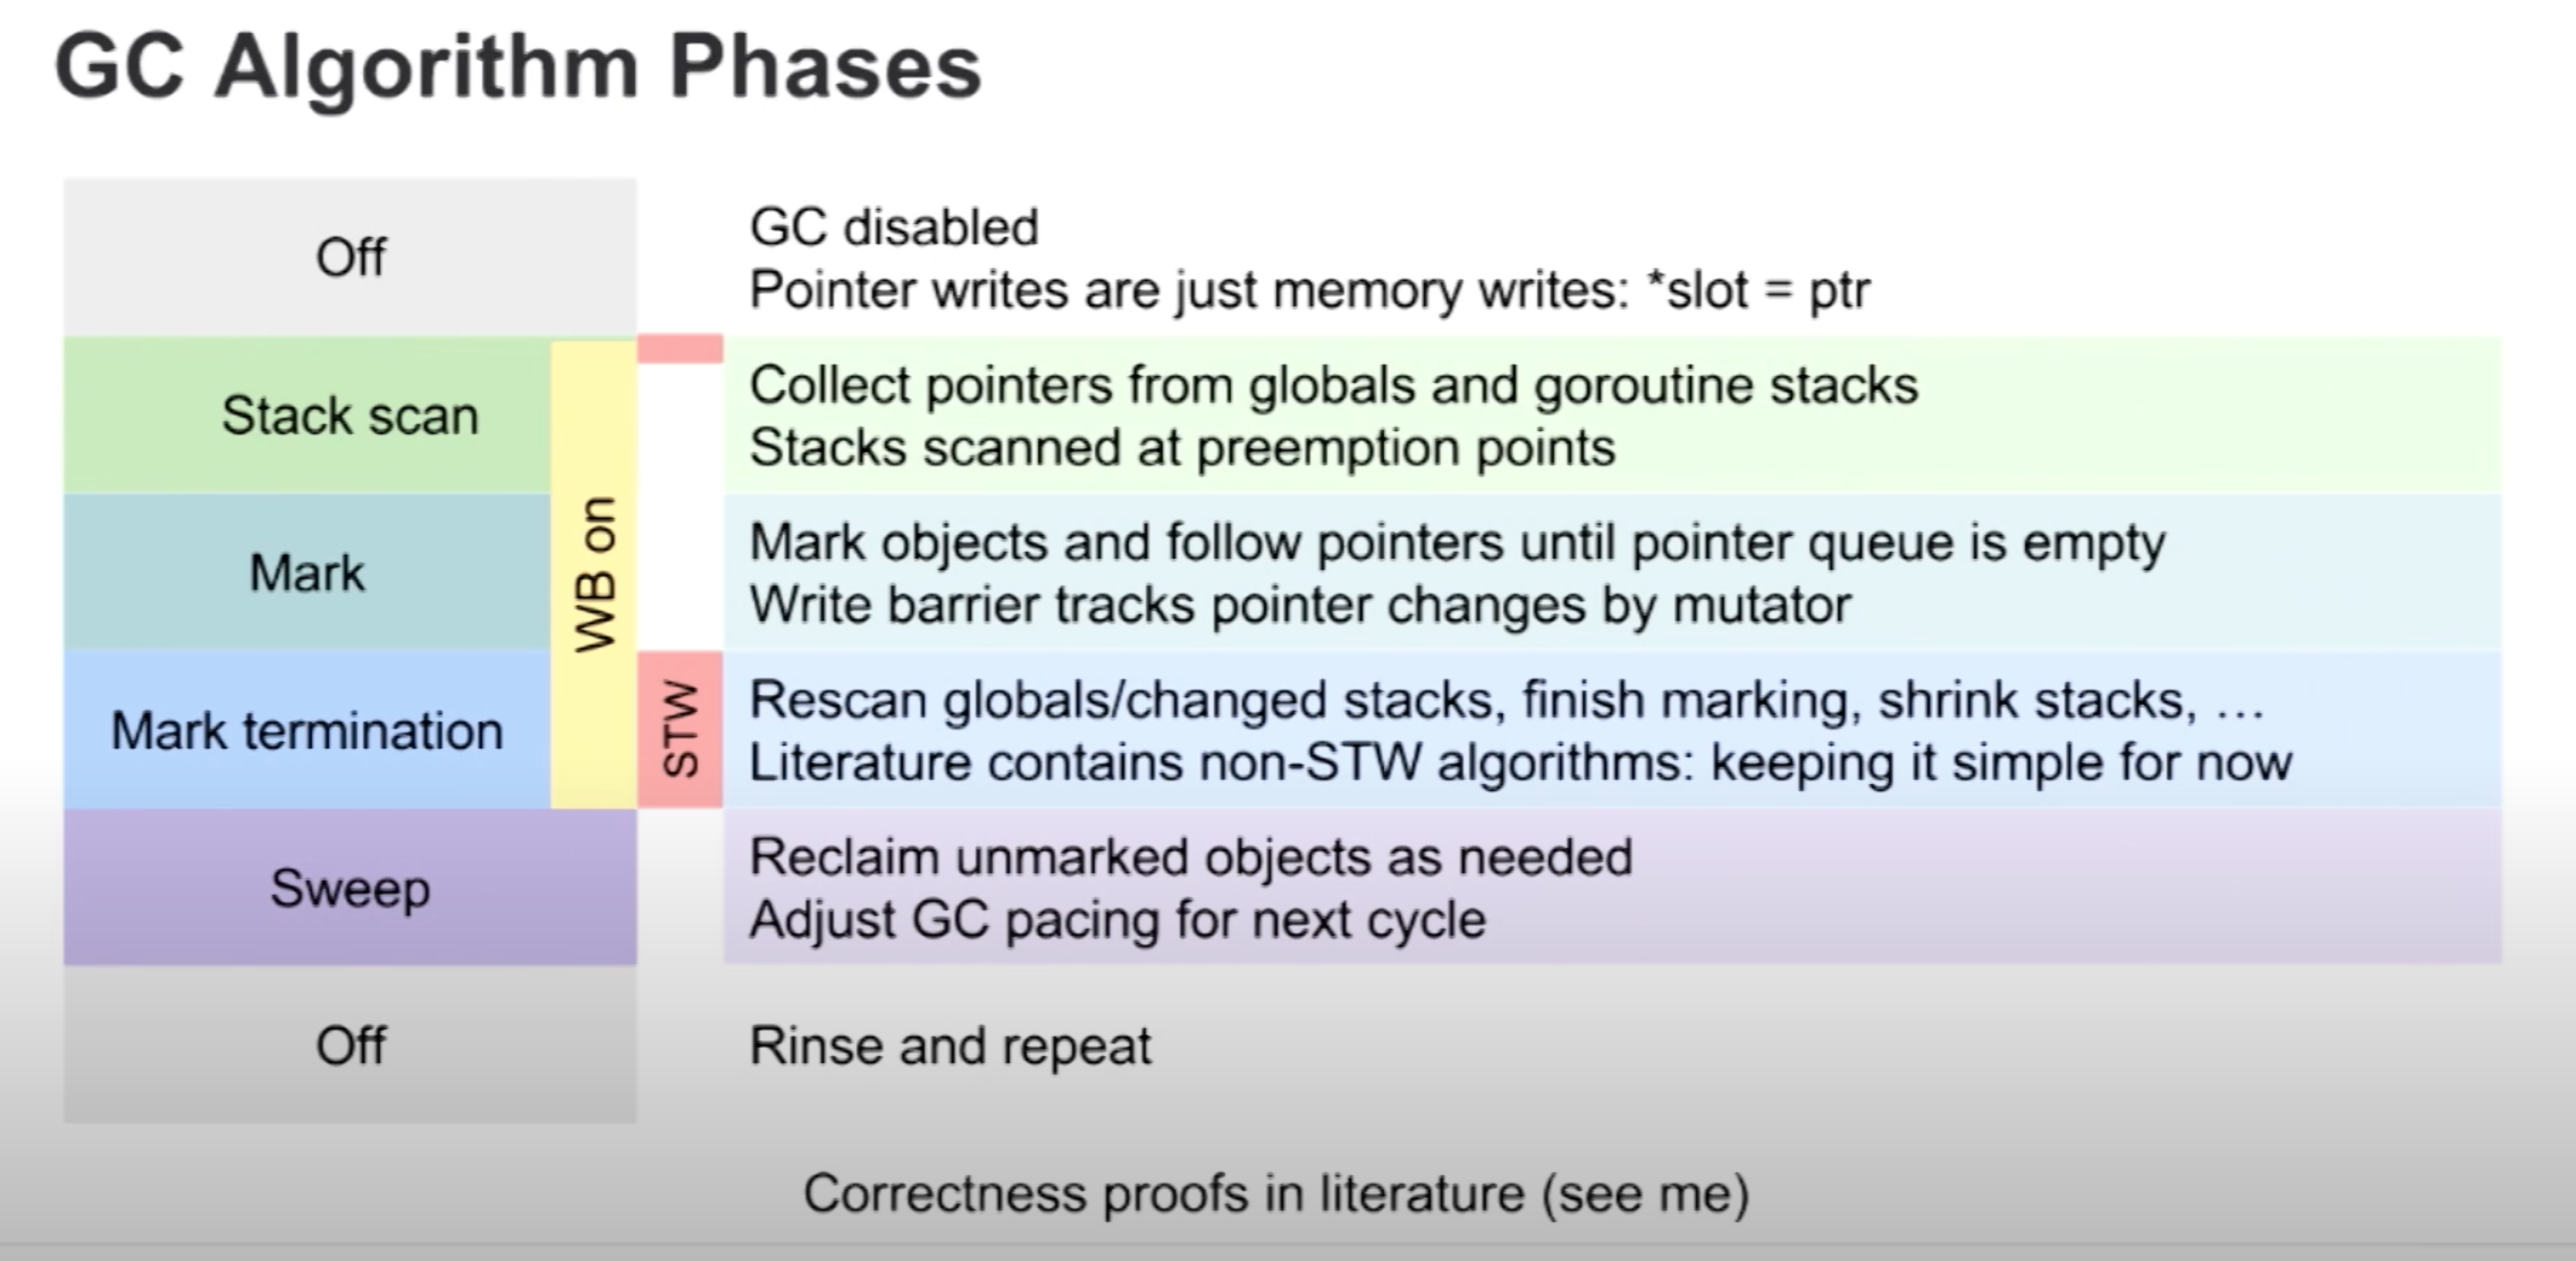 GC Algorithm Phases
Off
GC disabled
Pointer writes are just memory writes: *slot = ptr
Stack scan
Collect pointers from globals and goroutine stacks
Stacks scanned at preemption points
WB on
Mark
Mark objects and follow pointers until pointer queue is empty
Write barrier tracks pointer changes by mutator
Mark termination
STW
Rescan globals/changed stacks, finish marking, shrink stacks, …
Literature contains non-STW algorithms: keeping it simple for now
Sweep
Reclaim unmarked objects as needed
Adjust GC pacing for next cycle
Off
Rinse and repeat
Correctness proofs in literature (see me)